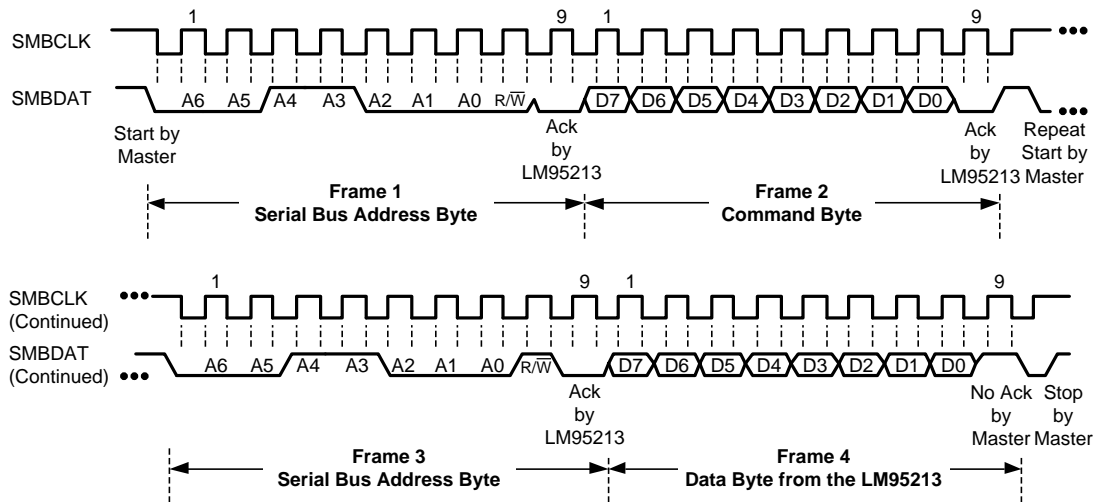 1 9 1 9
SMBCLK •••
SMBDAT A6 A5 A4 A3 A2 A1 A0 R/W̅ D7 D6 D5 D4 D3 D2 D1 D0 •••
Start by Master
Ack by LM95213
Ack by LM95213
Repeat Start by Master
Frame 1
Serial Bus Address Byte
Frame 2
Command Byte
1 9 1 9
SMBCLK (Continued) •••
•••
SMBDAT (Continued) ••• A6 A5 A4 A3 A2 A1 A0 R/W̅ D7 D6 D5 D4 D3 D2 D1 D0
Ack by LM95213
No Ack by Master
Stop by Master
Frame 3
Serial Bus Address Byte
Frame 4
Data Byte from the LM95213